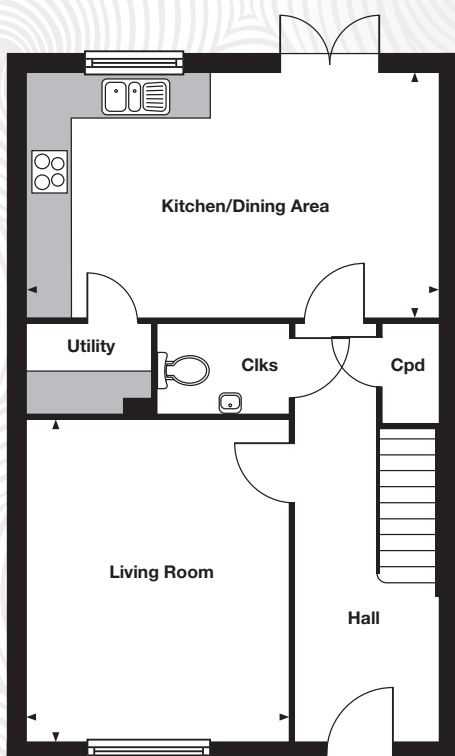 Kitchen/Dining Area
Utility
Clks
Cpd
Living Room
Hall